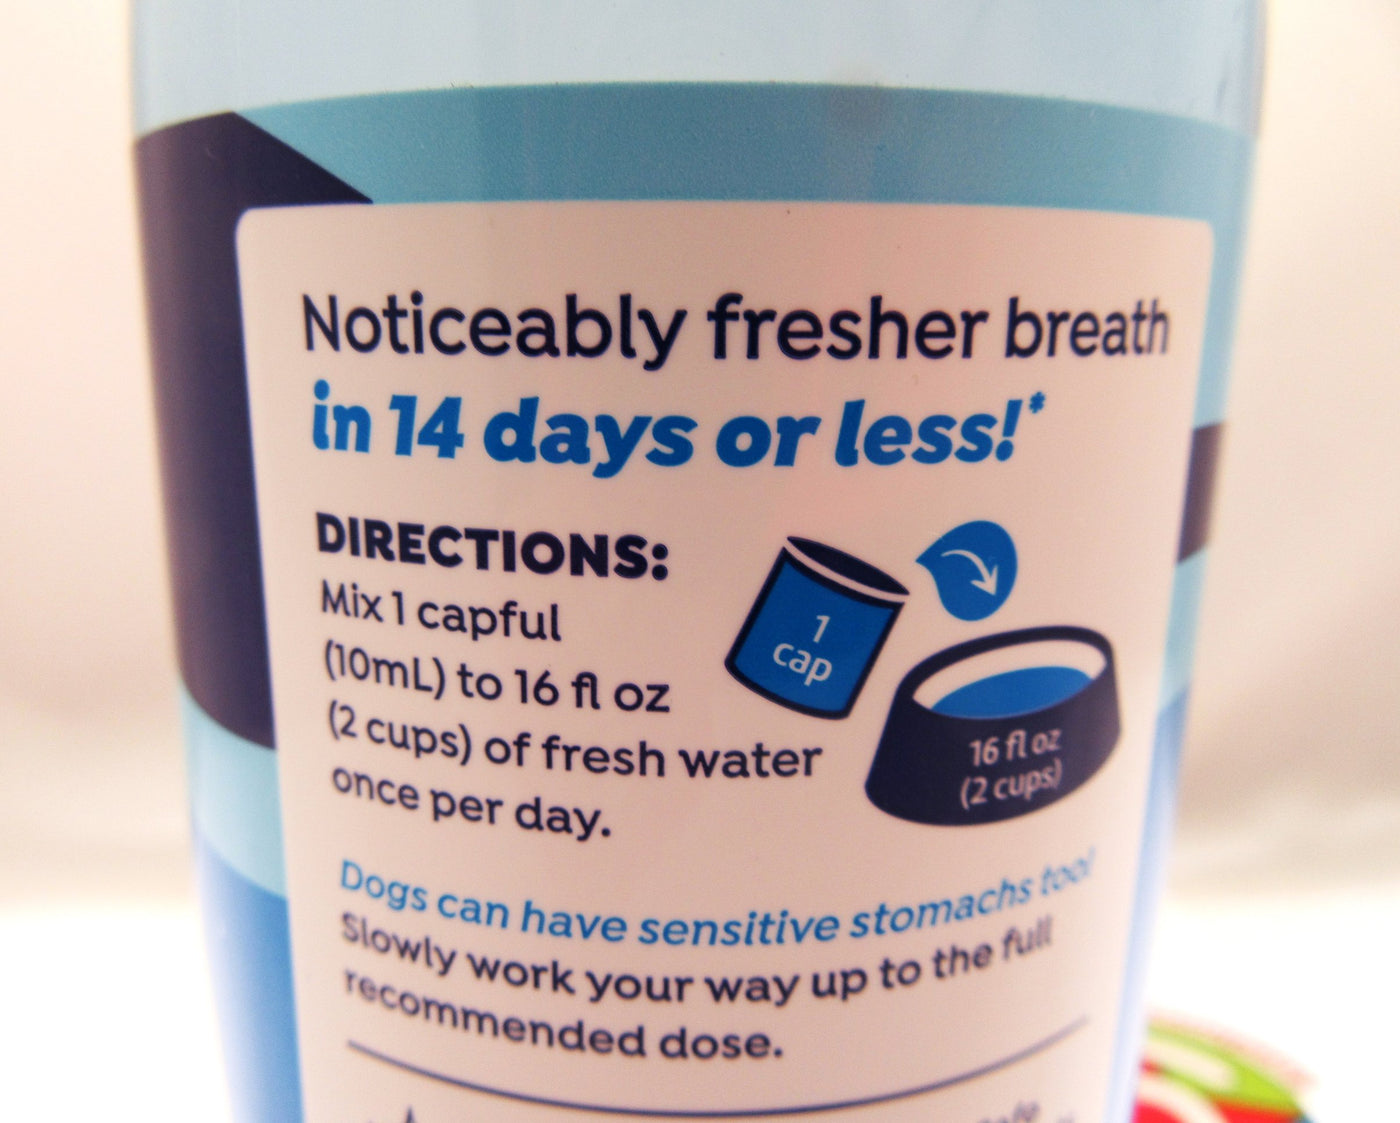 Noticeably fresher breath
in 14 days or less!*
DIRECTIONS:
Mix 1 capful
(10mL) to 16 fl oz
(2 cups) of fresh water
once per day.
1
cap
16 fl oz
(2 cups)
Dogs can have sensitive stomachs too!
Slowly work your way up to the full
recommended dose.